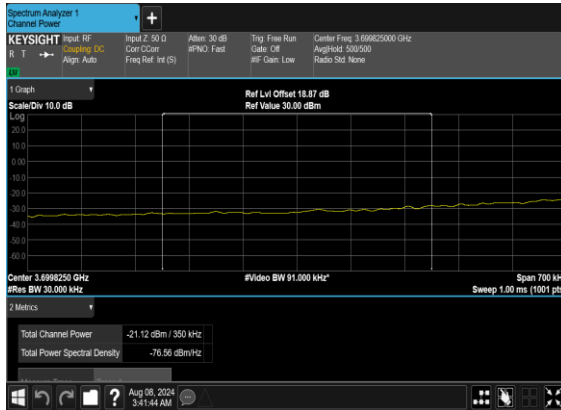 Spectrum Analyzer 1
Channel Power
+
KEYSIGHT Input: RF Input Z: 50 Ω Atten: 30 dB Trig: Free Run Center Freq: 3.699825000 GHz
R T Coupling: DC Corr CCorr #PNO: Fast Gate: Off Avg|Hold: 500/500
Align: Auto Freq Ref: Int (S) #IF Gain: Low Radio Std: None
LXI
1 Graph
Ref Lvl Offset 18.87 dB
Scale/Div 10.0 dB Ref Value 30.00 dBm
Log
20.0
10.0
0.00
-10.0
-20.0
-30.0
-40.0
-50.0
-60.0
Center 3.6998250 GHz #Video BW 91.000 kHz* Span 700 kH
#Res BW 30.000 kHz Sweep 1.00 ms (1001 pts
2 Metrics
Total Channel Power -21.12 dBm / 350 kHz
Total Power Spectral Density -76.56 dBm/Hz
? Aug 08, 2024
3:41:44 AM